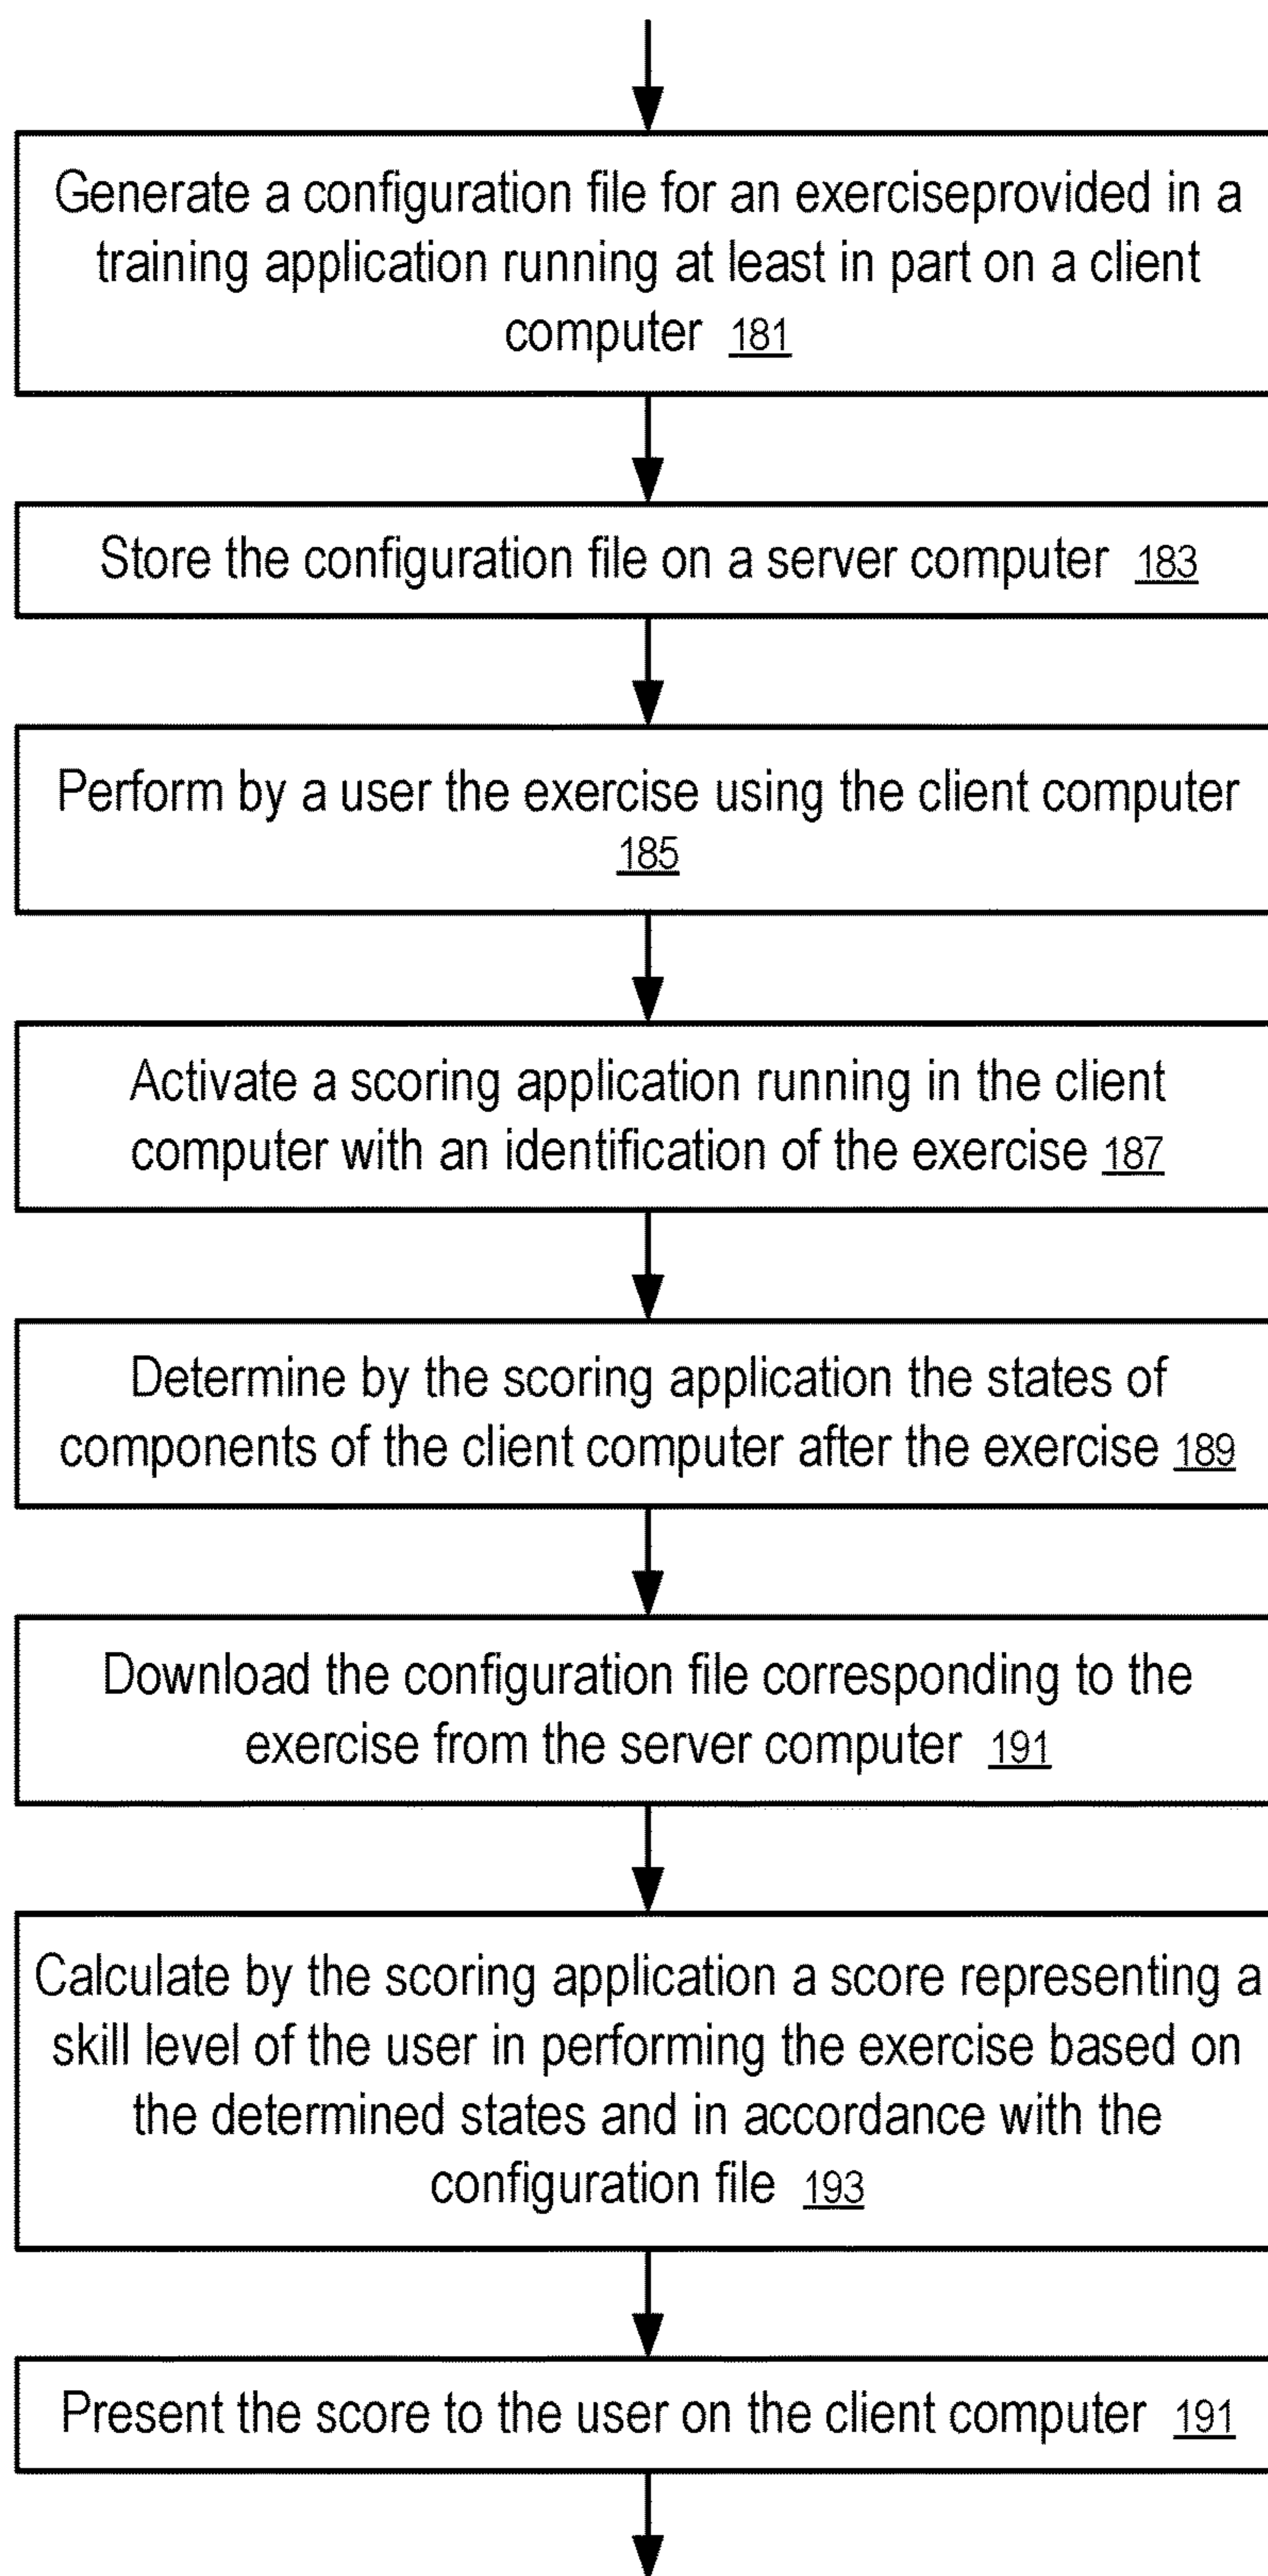 Generate a configuration file for an exerciseprovided in a
training application running at least in part on a client
computer 181
Store the configuration file on a server computer 183
Perform by a user the exercise using the client computer
185
Activate a scoring application running in the client
computer with an identification of the exercise 187
Determine by the scoring application the states of
components of the client computer after the exercise 189
Download the configuration file corresponding to the
exercise from the server computer 191
Calculate by the scoring application a score representing a
skill level of the user in performing the exercise based on
the determined states and in accordance with the
configuration file 193
Present the score to the user on the client computer 191